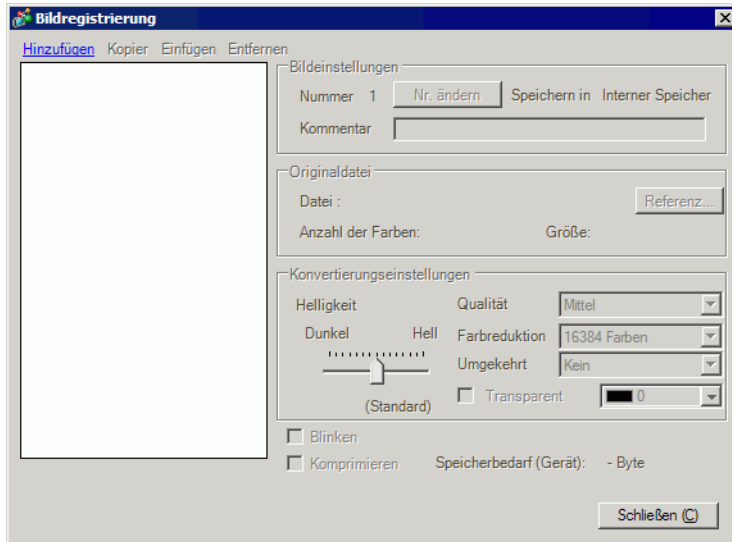 Bildregistrierung
Hinzufügen Kopier Einfügen Entfernen
Bildeinstellungen
Nummer 1 Nr. ändern Speichern in Interner Speicher
Kommentar
Originaldatei
Datei : Referenz...
Anzahl der Farben: Größe:
Konvertierungseinstellungen
Helligkeit Qualität Mittel
Dunkel Hell Farbreduktion 16384 Farben
Umgekehrt Kein
(Standard) Transparent 0
Blinken
Komprimieren Speicherbedarf (Gerät): - Byte
Schließen (C)